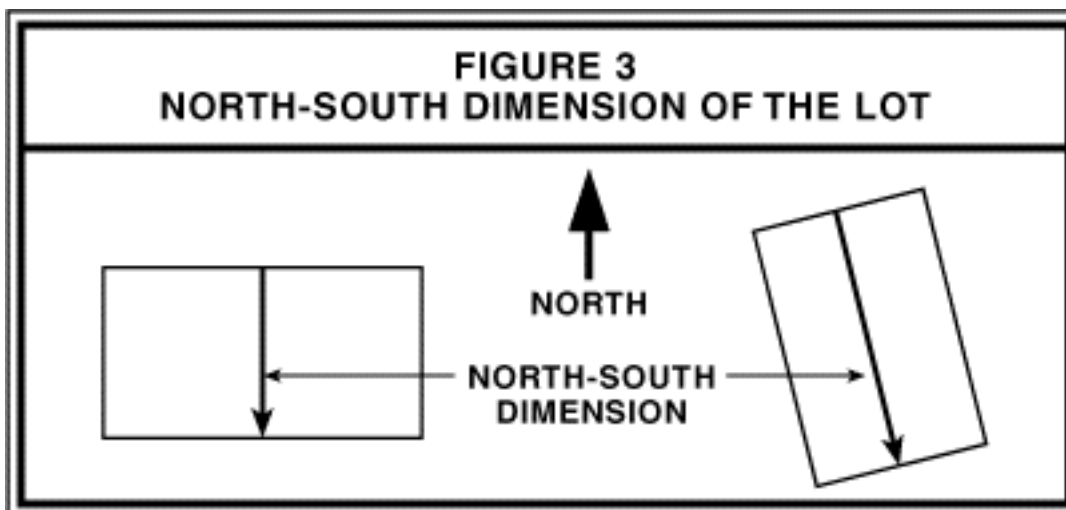 FIGURE 3
NORTH-SOUTH DIMENSION OF THE LOT
NORTH
NORTH-SOUTH
DIMENSION